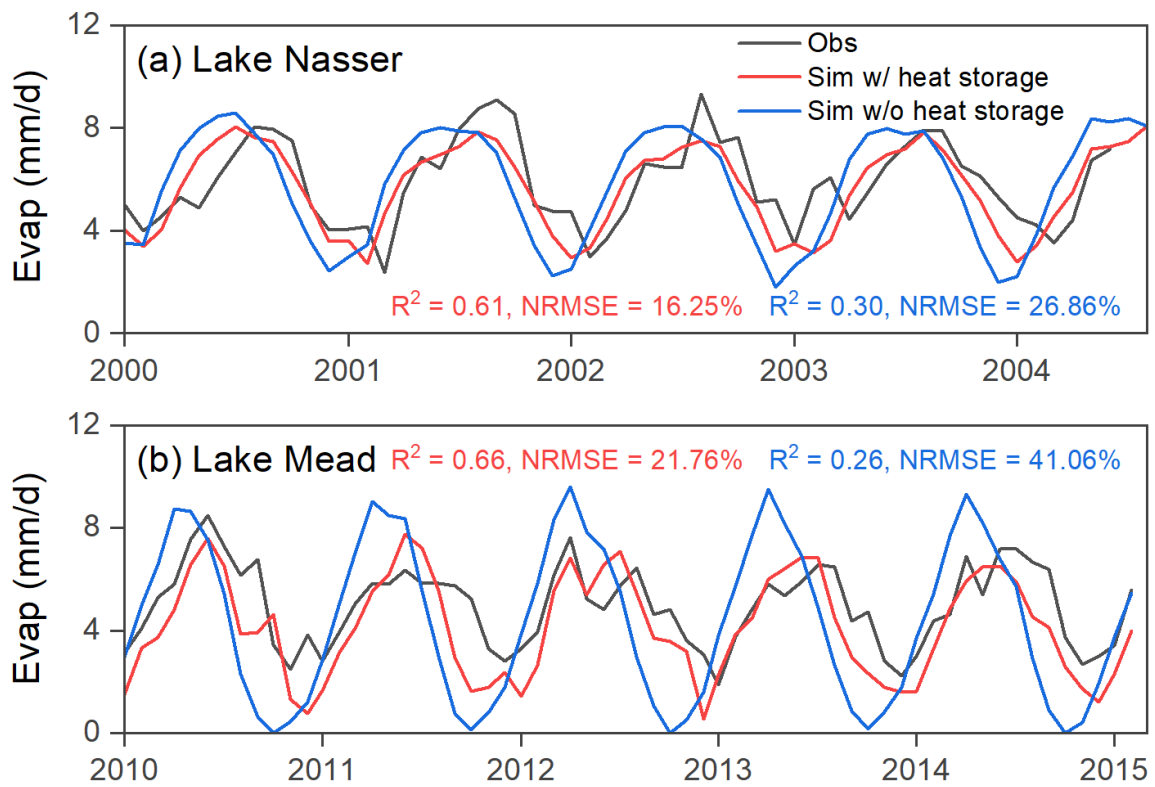 12
(a) Lake Nasser
Obs
Sim w/ heat storage
Sim w/o heat storage
8
4
0
Evap (mm/d)
R² = 0.61, NRMSE = 16.25%
R² = 0.30, NRMSE = 26.86%
2000 2001 2002 2003 2004
12
(b) Lake Mead
R² = 0.66, NRMSE = 21.76%
R² = 0.26, NRMSE = 41.06%
8
4
0
Evap (mm/d)
2010 2011 2012 2013 2014 2015